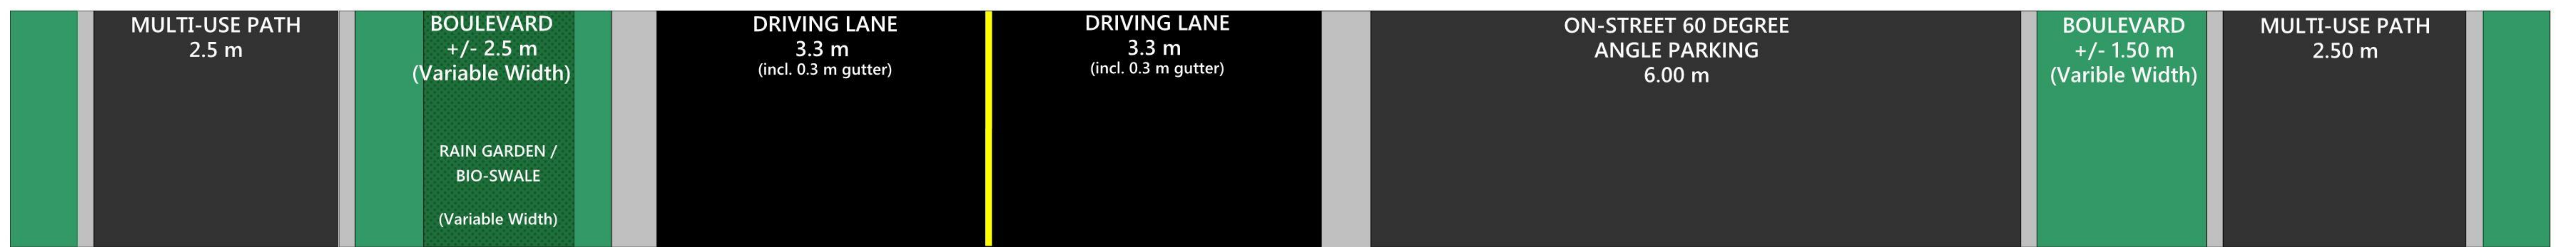 MULTI-USE PATH
2.5 m
BOULEVARD
+/- 2.5 m
(Variable Width)
RAIN GARDEN /
BIO-SWALE
(Variable Width)
DRIVING LANE
3.3 m
(incl. 0.3 m gutter)
DRIVING LANE
3.3 m
(incl. 0.3 m gutter)
ON-STREET 60 DEGREE
ANGLE PARKING
6.00 m
BOULEVARD
+/- 1.50 m
(Varible Width)
MULTI-USE PATH
2.50 m